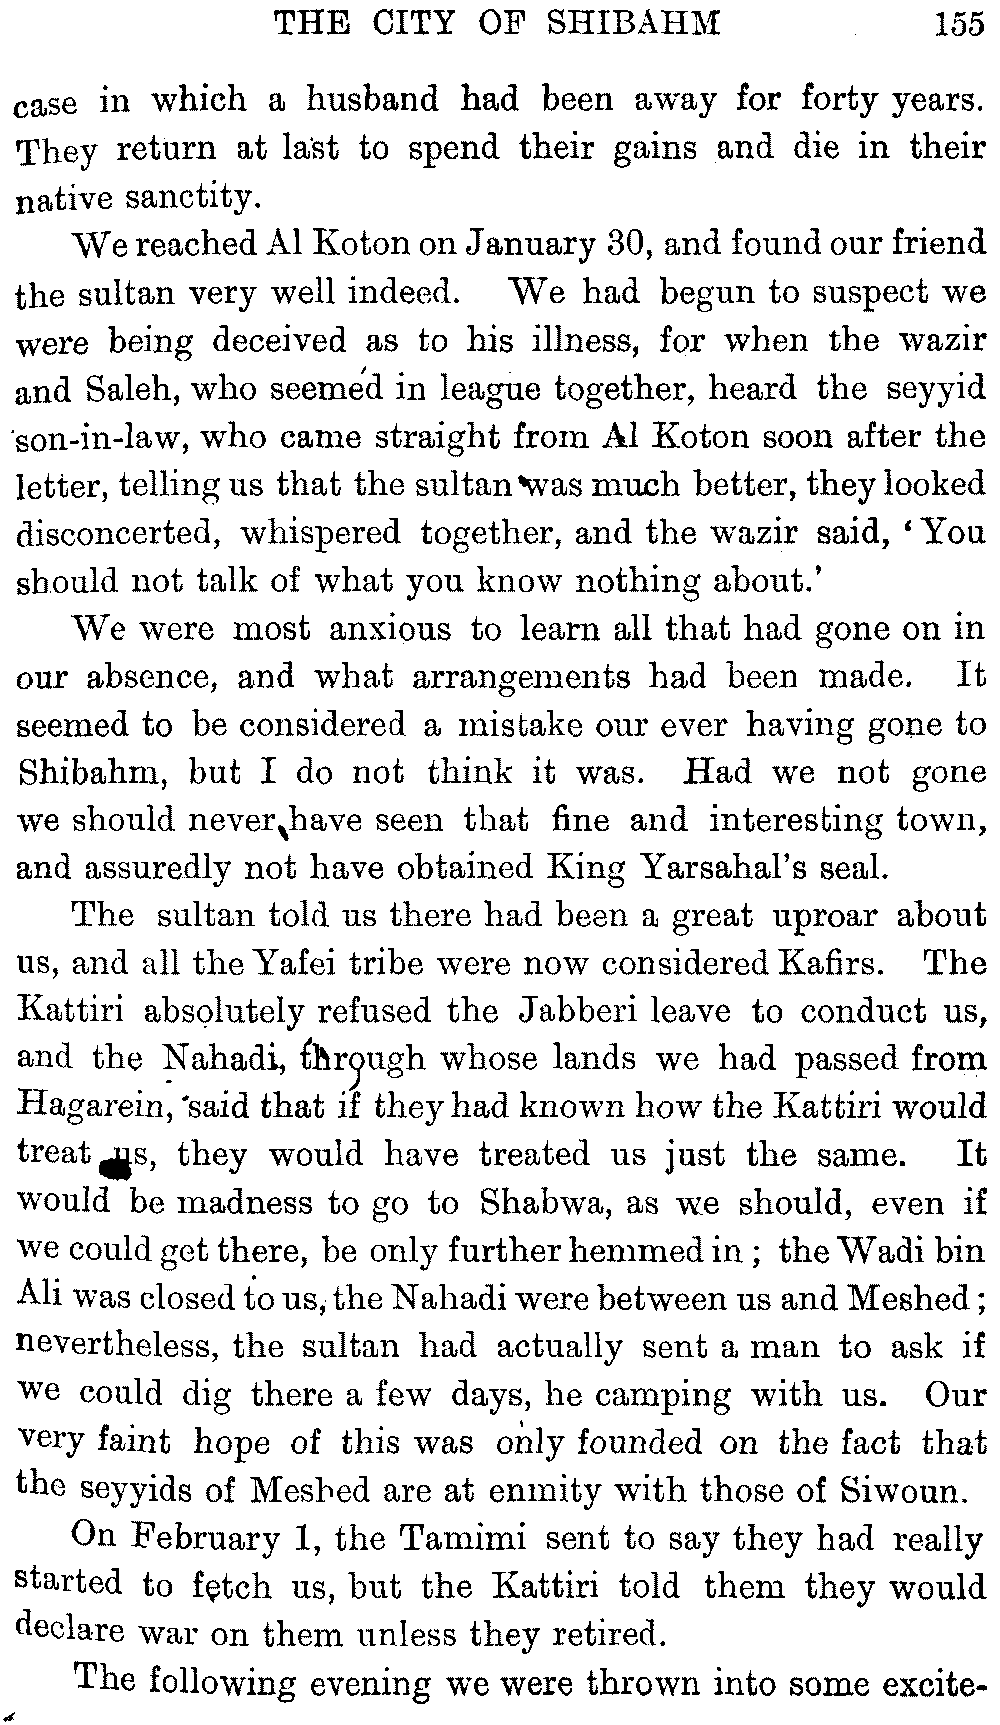 THE CITY OF SHIBAHM 155
case in which a husband had been away for forty years.
They return at last to spend their gains and die in their
native sanctity.
We reached Al Koton on January 30, and found our friend
the sultan very well indeed. We had begun to suspect we
were being deceived as to his illness, for when the wazir
and Saleh, who seemed in league together, heard the seyyid
son-in-law, who came straight from Al Koton soon after the
letter, telling us that the sultan was much better, they looked
disconcerted, whispered together, and the wazir said, ‘You
should not talk of what you know nothing about.’
We were most anxious to learn all that had gone on in
our absence, and what arrangements had been made. It
seemed to be considered a mistake our ever having gone to
Shibahm, but I do not think it was. Had we not gone
we should never have seen that fine and interesting town,
and assuredly not have obtained King Yarsahal’s seal.
The sultan told us there had been a great uproar about
us, and all the Yafei tribe were now considered Kafirs. The
Kattiri absolutely refused the Jabberi leave to conduct us,
and the Nahadi, through whose lands we had passed from
Hagarein, said that if they had known how the Kattiri would
treat us, they would have treated us just the same. It
would be madness to go to Shabwa, as we should, even if
we could get there, be only further hemmed in; the Wadi bin
Ali was closed to us, the Nahadi were between us and Meshed;
nevertheless, the sultan had actually sent a man to ask if
we could dig there a few days, he camping with us. Our
very faint hope of this was only founded on the fact that
the seyyids of Meshed are at enmity with those of Siwoun.
On February 1, the Tamimi sent to say they had really
started to fetch us, but the Kattiri told them they would
declare war on them unless they retired.
The following evening we were thrown into some excite-